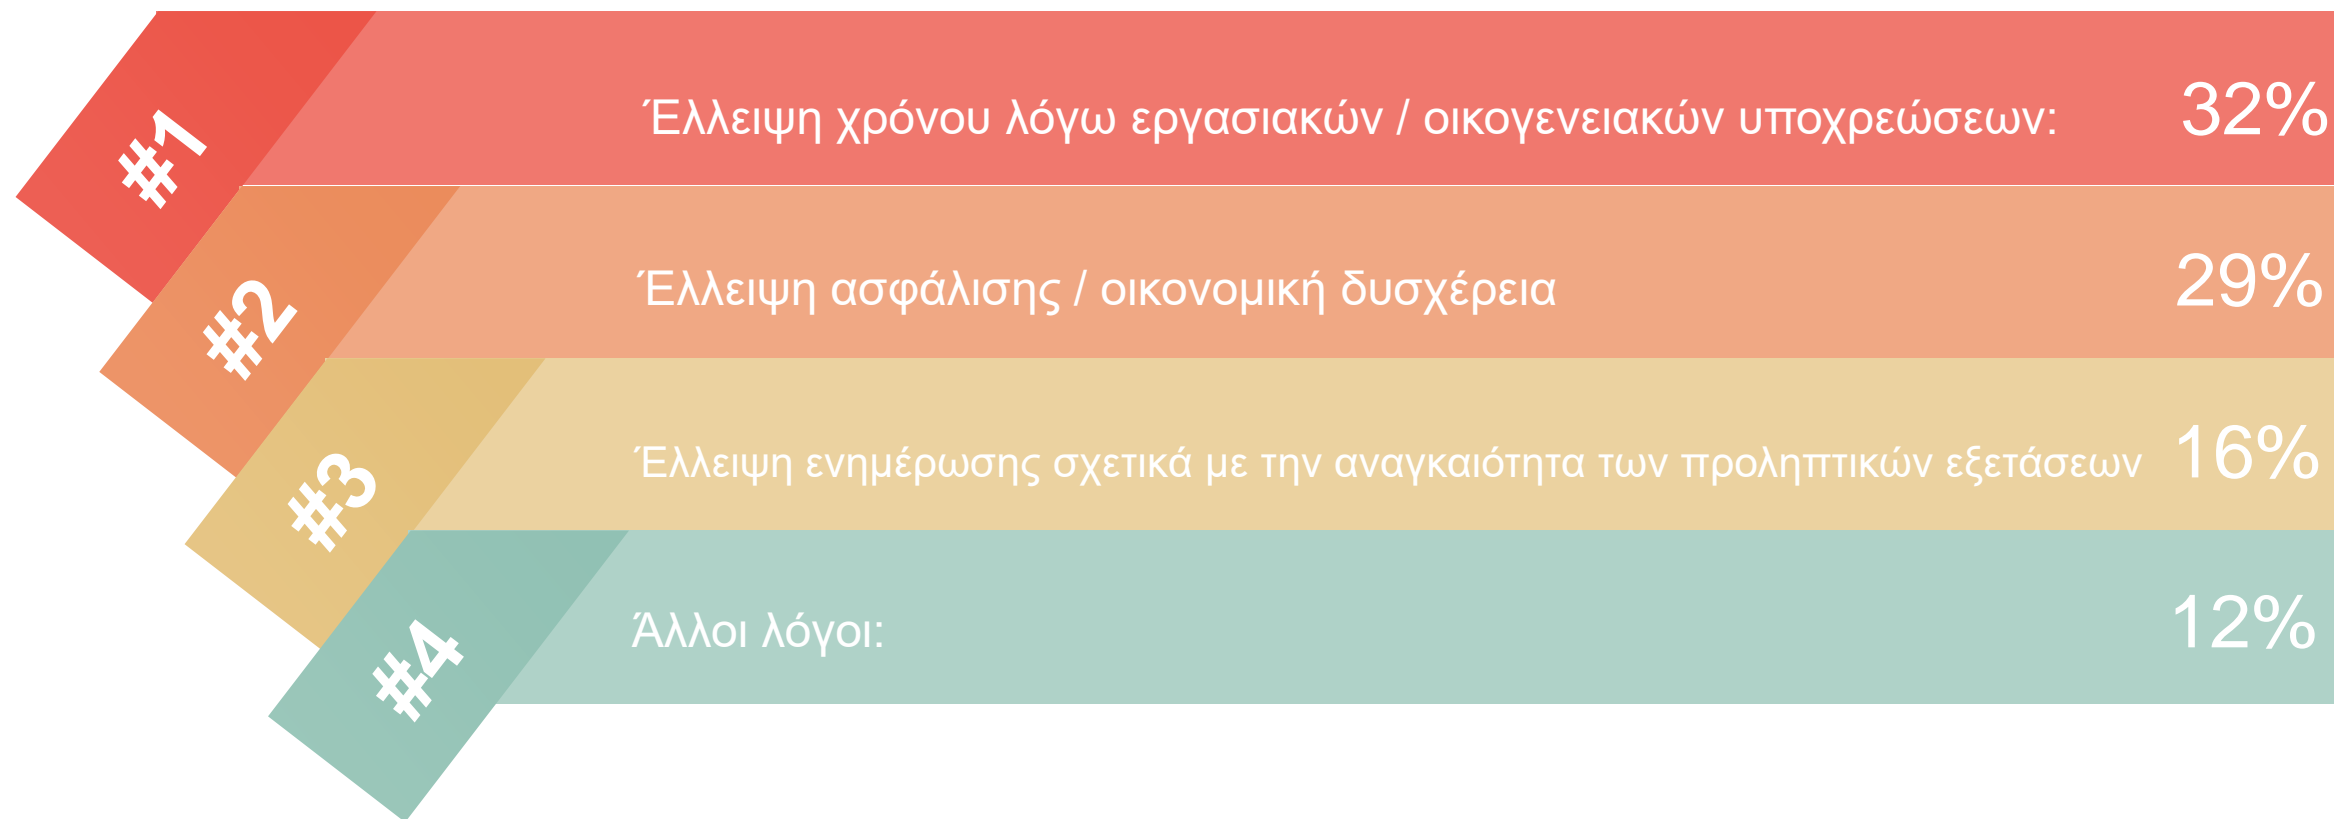 #1
Έλλειψη χρόνου λόγω εργασιακών / οικογενειακών υποχρεώσεων: 32%
#2
Έλλειψη ασφάλισης / οικονομική δυσχέρεια 29%
#3
Έλλειψη ενημέρωσης σχετικά με την αναγκαιότητα των προληπτικών εξετάσεων 16%
#4
Άλλοι λόγοι: 12%